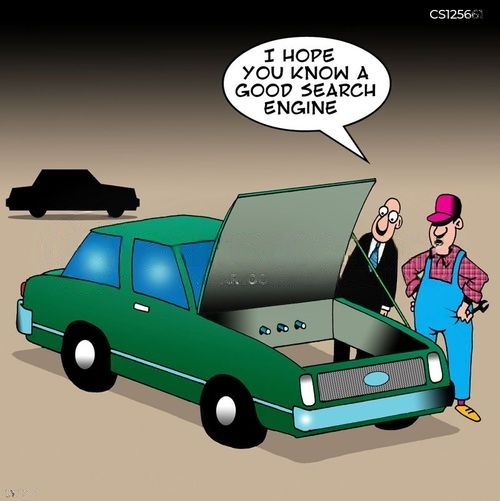 CS125661
I HOPE
YOU KNOW A
GOOD SEARCH
ENGINE